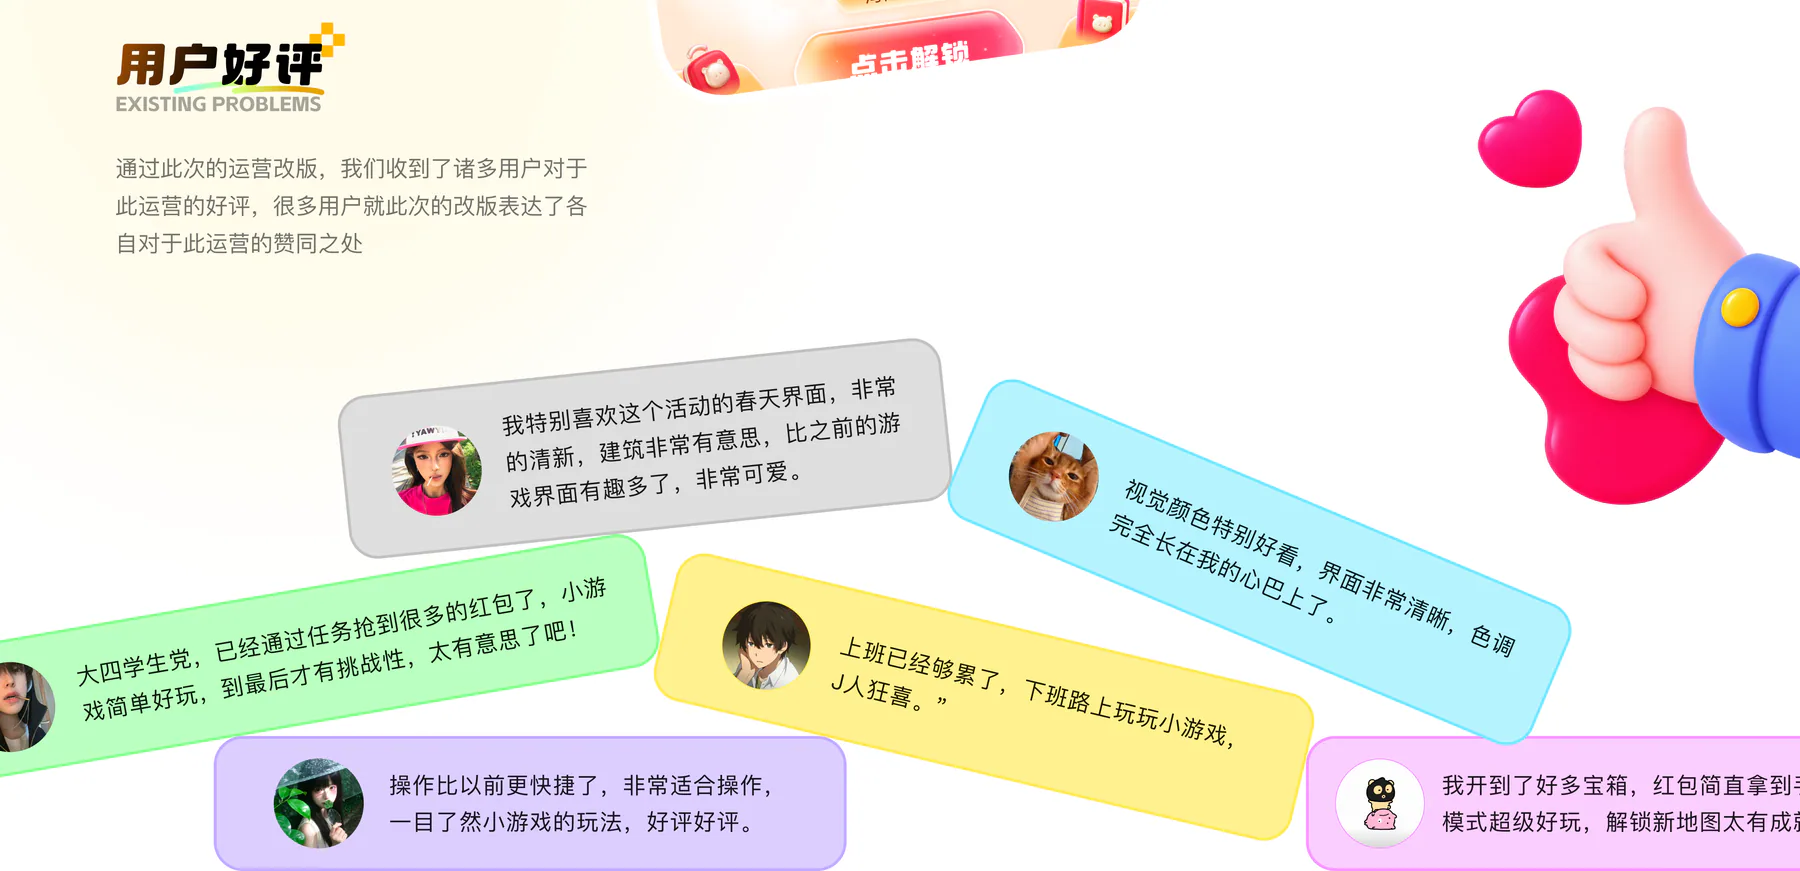 点击解锁
用户好评
EXISTING PROBLEMS
通过此次的运营改版，我们收到了诸多用户对于
此运营的好评，很多用户就此次的改版表达了各
自对于此运营的赞同之处
我特别喜欢这个活动的春天界面，非常
的清新，建筑非常有意思，比之前的游
戏界面有趣多了，非常可爱。
视觉颜色特别好看，界面非常清晰，色调
完全长在我的心巴上了。
大四学生党，已经通过任务抢到很多的红包了，小游
戏简单好玩，到最后才有挑战性，太有意思了吧！
上班已经够累了，下班路上玩玩小游戏，
J人狂喜。”
操作比以前更快捷了，非常适合操作，
一目了然小游戏的玩法，好评好评。
我开到了好多宝箱，红包简直拿到
模式超级好玩，解锁新地图太有成